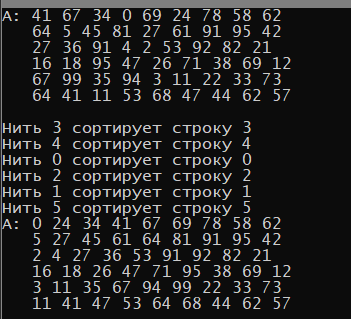 A: 41 67 34 0 69 24 78 58 62
64 5 45 81 27 61 91 95 42
27 36 91 4 2 53 92 82 21
16 18 95 47 26 71 38 69 12
67 99 35 94 3 11 22 33 73
64 41 11 53 68 47 44 62 57
Нить 3 сортирует строку 3
Нить 4 сортирует строку 4
Нить 0 сортирует строку 0
Нить 2 сортирует строку 2
Нить 1 сортирует строку 1
Нить 5 сортирует строку 5
A: 0 24 34 41 67 69 78 58 62
5 27 45 61 64 81 91 95 42
2 4 27 36 53 91 92 82 21
16 18 26 47 71 95 38 69 12
3 11 35 67 94 99 22 33 73
11 41 47 53 64 68 44 62 57